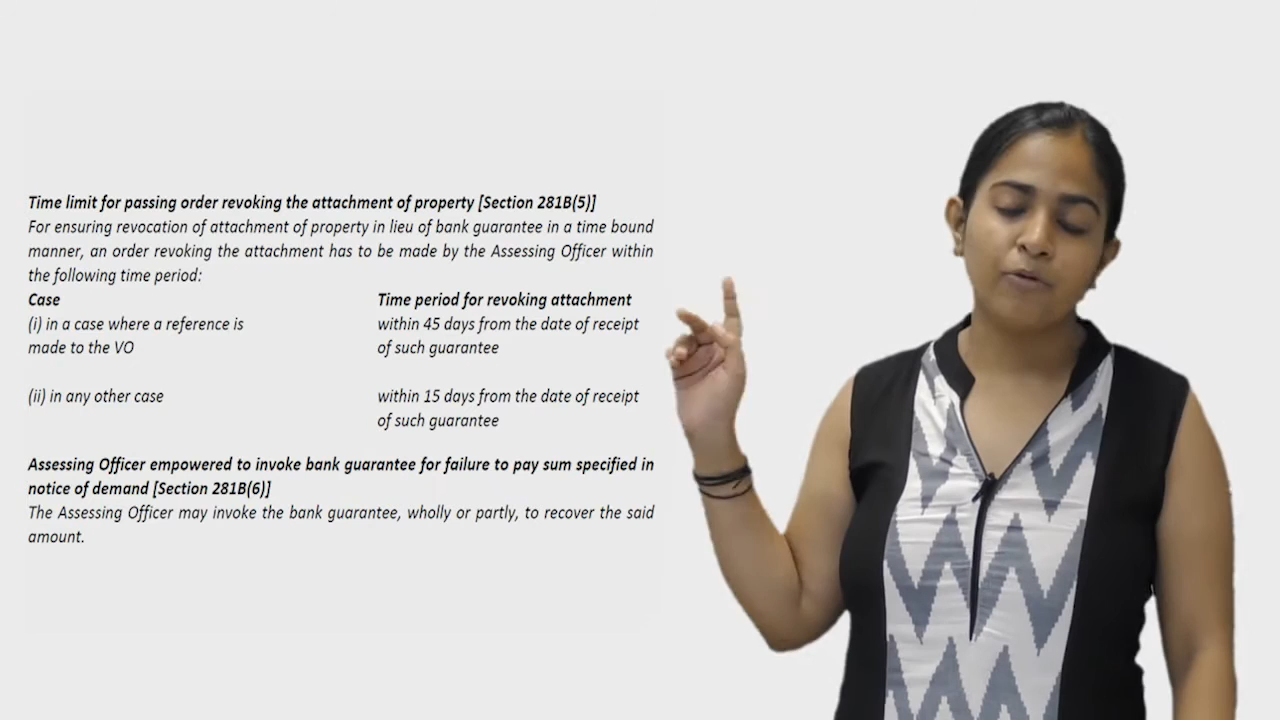 Time limit for passing order revoking the attachment of property [Section 281B(5)]
For ensuring revocation of attachment of property in lieu of bank guarantee in a time bound
manner, an order revoking the attachment has to be made by the Assessing Officer within
the following time period:
Case Time period for revoking attachment
(i) in a case where a reference is within 45 days from the date of receipt
made to the VO of such guarantee
(ii) in any other case within 15 days from the date of receipt
of such guarantee
Assessing Officer empowered to invoke bank guarantee for failure to pay sum specified in
notice of demand [Section 281B(6)]
The Assessing Officer may invoke the bank guarantee, wholly or partly, to recover the said
amount.